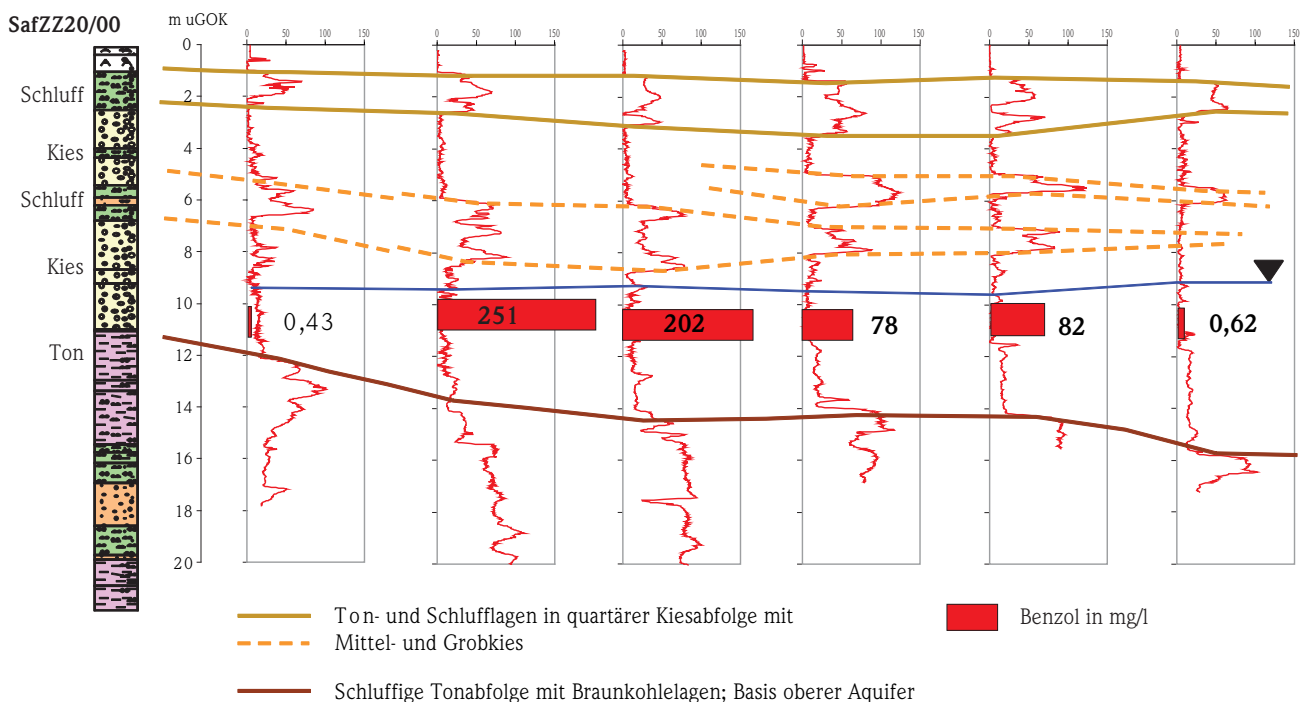 SafZZ20/00
m uGOK
0 50 100 150 0 50 100 150 0 50 100 150 0 50 100 150 0 50 100 150 0 50 100 150
0
Schluff
2
Kies
4
Schluff
6
Kies
8
10
0,43 251 202 78 82 0,62
Ton
12
14
16
18
20
Ton- und Schlufflagen in quartärer Kiesabfolge mit
Mittel- und Grobkies
Benzol in mg/l
Schluffige Tonabfolge mit Braunkohlelagen; Basis oberer Aquifer